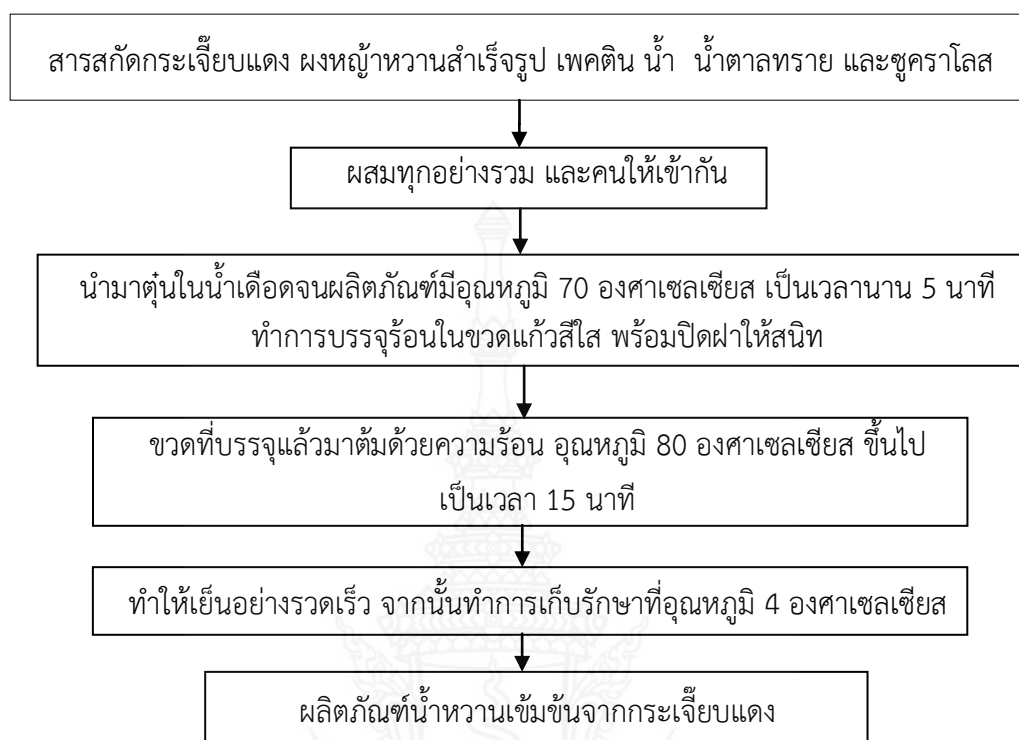 สารสกัดกระเจี๊ยบแดง ผงหญ้าหวานสำเร็จรูป เพคติน น้ำ น้ำตาลทราย และซูคราโลส
ผสมทุกอย่างรวม และคนให้เข้ากัน
นำมาตุ๋นในน้ำเดือดจนผลิตภัณฑ์มีอุณหภูมิ 70 องศาเซลเซียส เป็นเวลานาน 5 นาที
ทำการบรรจุร้อนในขวดแก้วสีใส พร้อมปิดฝาให้สนิท
ขวดที่บรรจุแล้วมาต้มด้วยความร้อน อุณหภูมิ 80 องศาเซลเซียส ขึ้นไป
เป็นเวลา 15 นาที
ทำให้เย็นอย่างรวดเร็ว จากนั้นทำการเก็บรักษาที่อุณหภูมิ 4 องศาเซลเซียส
ผลิตภัณฑ์น้ำหวานเข้มข้นจากกระเจี๊ยบแดง